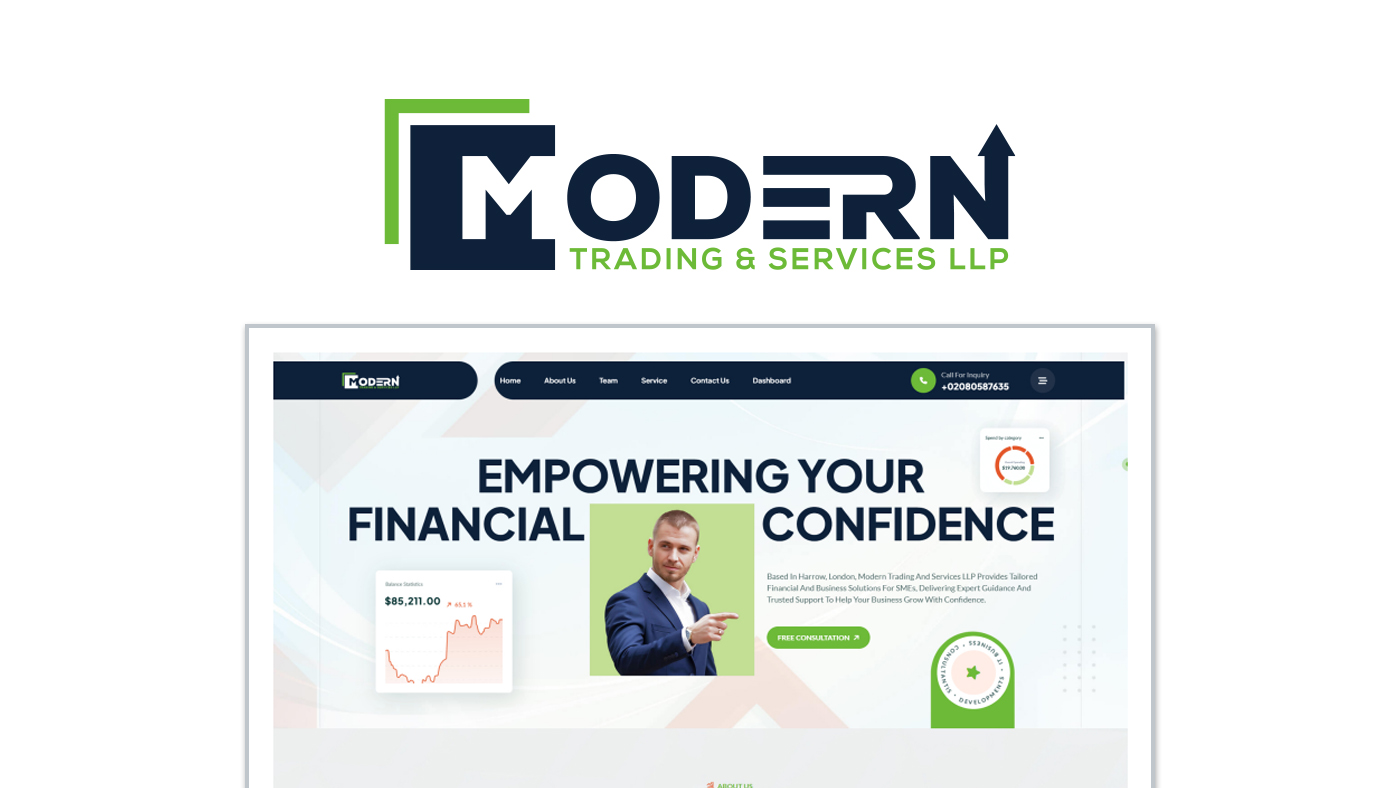 MODERN
TRADING & SERVICES LLP
MODERN
Home About Us Team Service Contact Us Dashboard
Call For Inquiry
+02080587635
Spend by category
$19,760.00
EMPOWERING YOUR
FINANCIAL CONFIDENCE
Balance Statistics
$85,211.00
Based In Harrow, London, Modern Trading And Services LLP Provides Tailored
Financial And Business Solutions For SMEs, Delivering Expert Guidance And
Trusted Support To Help Your Business Grow With Confidence.
FREE CONSULTATION
IT BUSINESS • DEVELOPMENTS • CONSULTANTIS •
ABOUT US